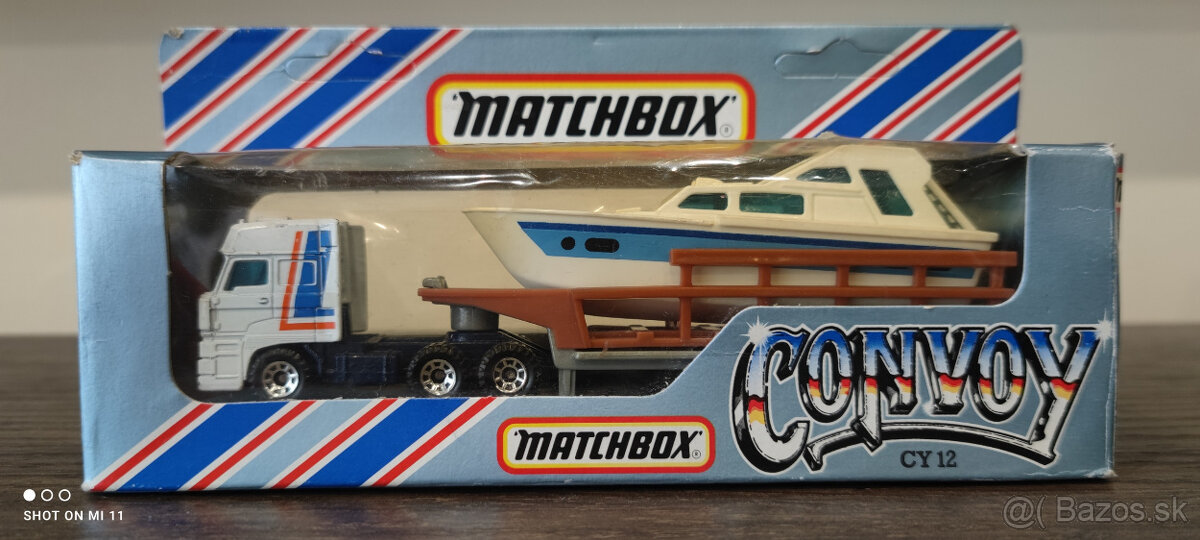 'MATCHBOX'
'MATCHBOX'
CONVOY
CY 12
SHOT ON MI 11
@( Bazos.sk